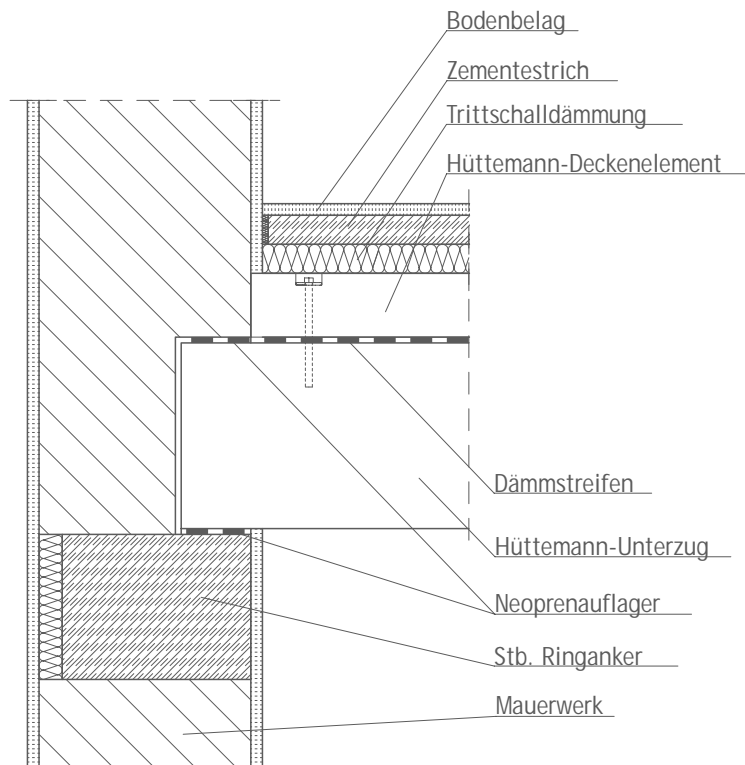 Bodenbelag
Zementestrich
Trittschalldämmung
Hüttemann-Deckenelement
Dämmstreifen
Hüttemann-Unterzug
Neoprenauflager
Stb. Ringanker
Mauerwerk